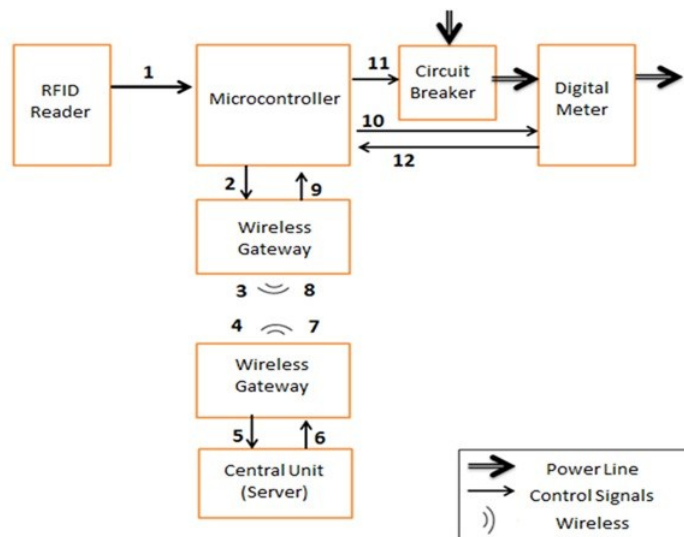 RFID
Reader
1
Microcontroller
11
Circuit
Breaker
Digital
Meter
10
12
2
9
Wireless
Gateway
3
8
4
7
Wireless
Gateway
5
6
Central Unit
(Server)
Power Line
Control Signals
Wireless